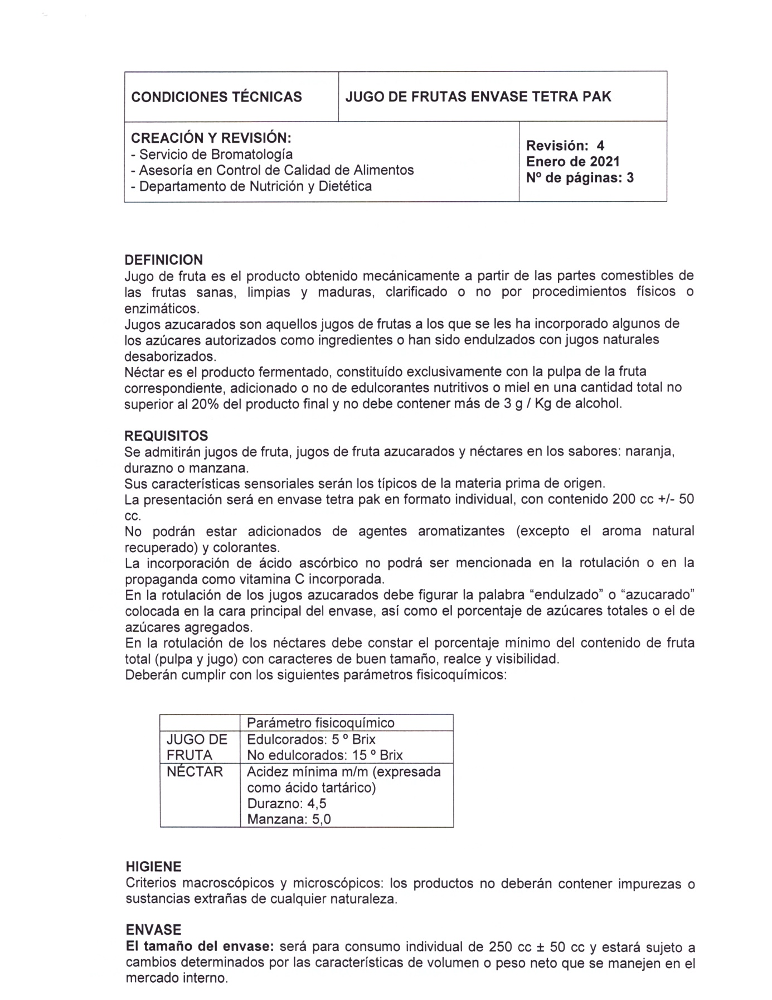 CONDICIONES TÉCNICAS
JUGO DE FRUTAS ENVASE TETRA PAK
CREACIÓN Y REVISIÓN:
- Servicio de Bromatología
- Asesoría en Control de Calidad de Alimentos
- Departamento de Nutrición y Dietética
Revisión: 4
Enero de 2021
Nº de páginas: 3
DEFINICION
Jugo de fruta es el producto obtenido mecánicamente a partir de las partes comestibles de
las frutas sanas, limpias y maduras, clarificado o no por procedimientos físicos o
enzimáticos.
Jugos azucarados son aquellos jugos de frutas a los que se les ha incorporado algunos de
los azúcares autorizados como ingredientes o han sido endulzados con jugos naturales
desaborizados.
Néctar es el producto fermentado, constituído exclusivamente con la pulpa de la fruta
correspondiente, adicionado o no de edulcorantes nutritivos o miel en una cantidad total no
superior al 20% del producto final y no debe contener más de 3 g / Kg de alcohol.
REQUISITOS
Se admitirán jugos de fruta, jugos de fruta azucarados y néctares en los sabores: naranja,
durazno o manzana.
Sus características sensoriales serán los típicos de la materia prima de origen.
La presentación será en envase tetra pak en formato individual, con contenido 200 cc +/- 50
cc.
No podrán estar adicionados de agentes aromatizantes (excepto el aroma natural
recuperado) y colorantes.
La incorporación de ácido ascórbico no podrá ser mencionada en la rotulación o en la
propaganda como vitamina C incorporada.
En la rotulación de los jugos azucarados debe figurar la palabra “endulzado” o “azucarado”
colocada en la cara principal del envase, así como el porcentaje de azúcares totales o el de
azúcares agregados.
En la rotulación de los néctares debe constar el porcentaje mínimo del contenido de fruta
total (pulpa y jugo) con caracteres de buen tamaño, realce y visibilidad.
Deberán cumplir con los siguientes parámetros fisicoquímicos:
Parámetro fisicoquímico
JUGO DE
FRUTA
Edulcorados: 5 º Brix
No edulcorados: 15 º Brix
NÉCTAR
Acidez mínima m/m (expresada
como ácido tartárico)
Durazno: 4,5
Manzana: 5,0
HIGIENE
Criterios macroscópicos y microscópicos: los productos no deberán contener impurezas o
sustancias extrañas de cualquier naturaleza.
ENVASE
El tamaño del envase: será para consumo individual de 250 cc ± 50 cc y estará sujeto a
cambios determinados por las características de volumen o peso neto que se manejen en el
mercado interno.